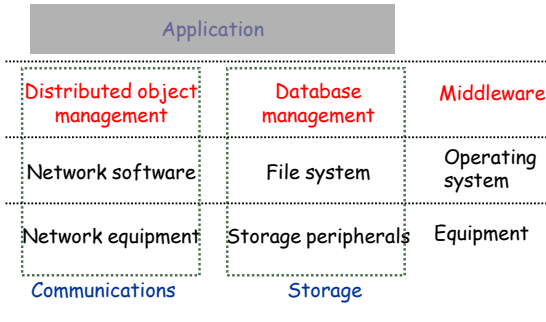 Application
Distributed object
management
Database
management
Middleware
Network software
File system
Operating
system
Network equipment
Storage peripherals
Equipment
Communications
Storage